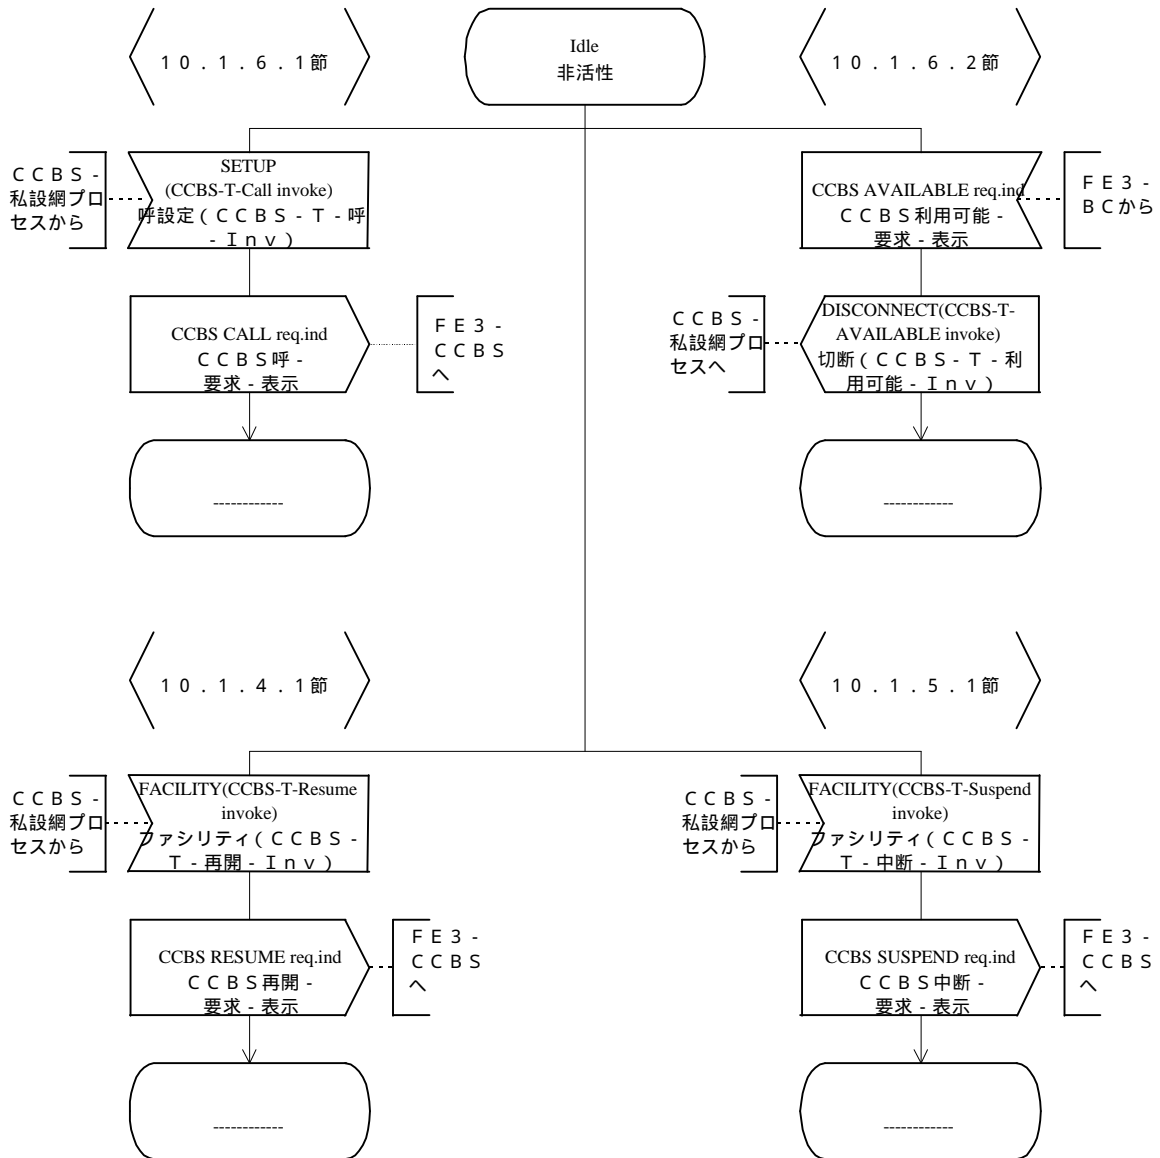 １０．１．６．１節
Idle
非活性
１０．１．６．２節
ＣＣＢＳ-
私設網プロ
セスから
SETUP
(CCBS-T-Call invoke)
呼設定(ＣＣＢＳ-Ｔ-呼
-Ｉｎｖ)
CCBS AVAILABLE req.ind
ＣＣＢＳ利用可能-
要求-表示
ＦＥ３-
ＢＣから
CCBS CALL req.ind
ＣＣＢＳ呼-
要求-表示
ＦＥ３-
ＣＣＢＳ
へ
ＣＣＢＳ-
私設網プロ
セスへ
DISCONNECT(CCBS-T-
AVAILABLE invoke)
切断(ＣＣＢＳ-Ｔ-利
用可能-Ｉｎｖ)
------------
------------
１０．１．４．１節
１０．１．５．１節
ＣＣＢＳ-
私設網プロ
セスから
FACILITY(CCBS-T-Resume
invoke)
ファシリティ(ＣＣＢＳ-
Ｔ-再開-Ｉｎｖ)
ＣＣＢＳ-
私設網プロ
セスから
FACILITY(CCBS-T-Suspend
invoke)
ファシリティ(ＣＣＢＳ-
Ｔ-中断-Ｉｎｖ)
CCBS RESUME req.ind
ＣＣＢＳ再開-
要求-表示
ＦＥ３-
ＣＣＢＳ
へ
CCBS SUSPEND req.ind
ＣＣＢＳ中断-
要求-表示
ＦＥ３-
ＣＣＢＳ
へ
------------
------------